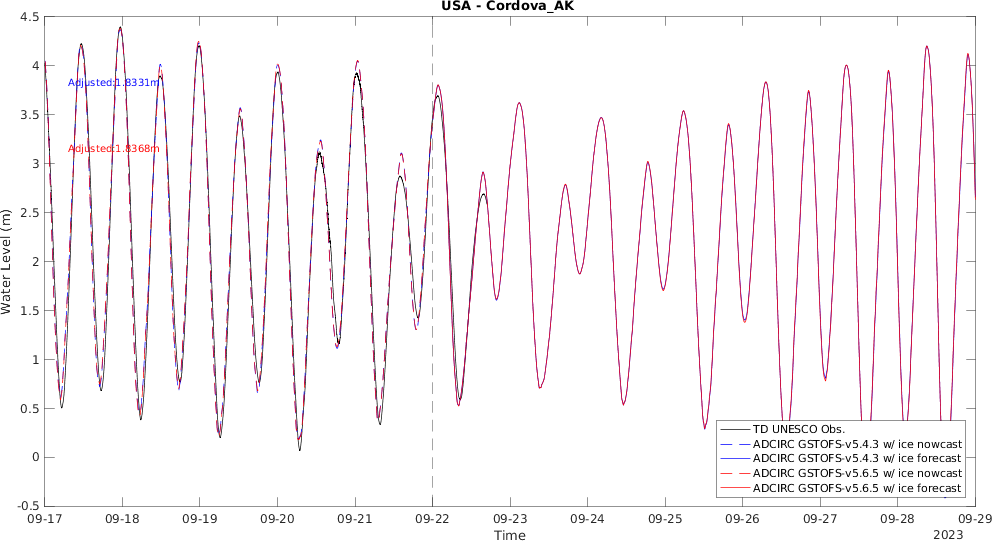 USA - Cordova_AK
4.5
4
3.5
3
2.5
2
1.5
1
0.5
0
-0.5
Water Level (m)
Adjusted:1.8331m
Adjusted:1.8368m
TD UNESCO Obs.
ADCIRC GSTOFS-v5.4.3 w/ ice nowcast
ADCIRC GSTOFS-v5.4.3 w/ ice forecast
ADCIRC GSTOFS-v5.6.5 w/ ice nowcast
ADCIRC GSTOFS-v5.6.5 w/ ice forecast
09-17 09-18 09-19 09-20 09-21 09-22 09-23 09-24 09-25 09-26 09-27 09-28 09-29
Time
2023